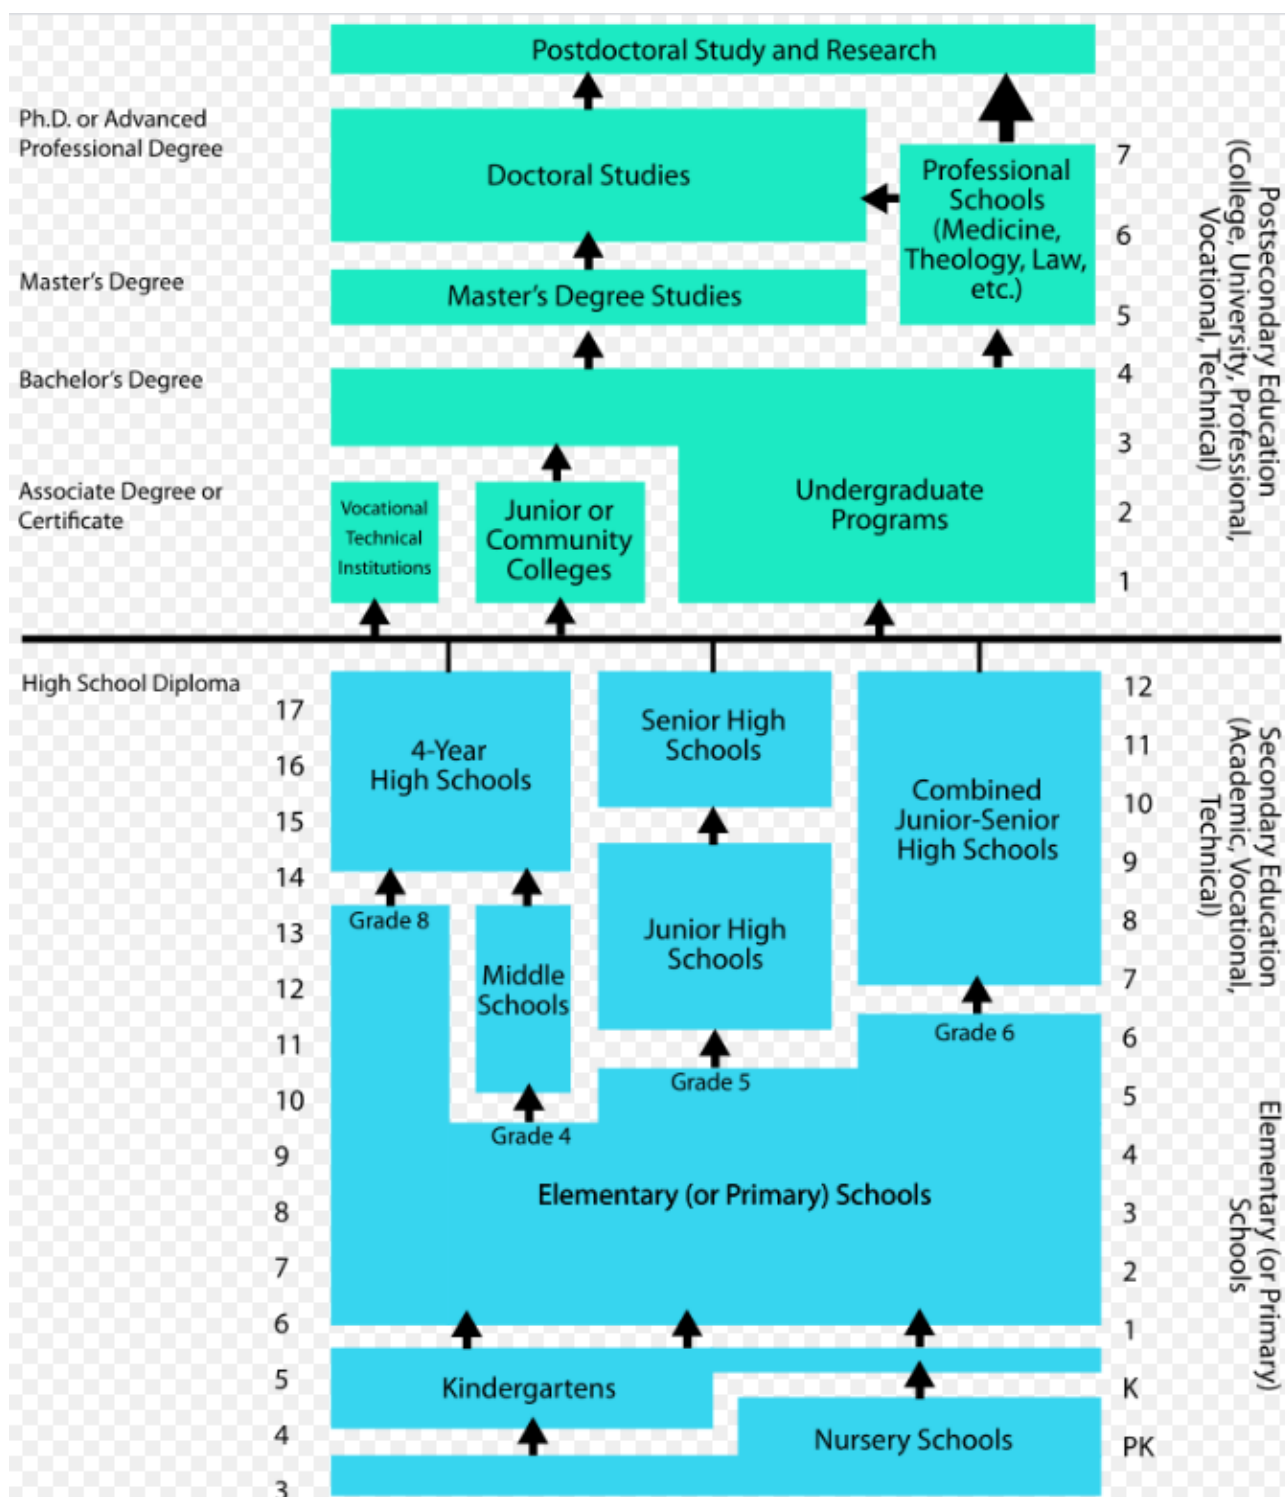 Postdoctoral Study and Research
Ph.D. or Advanced
Professional Degree
Doctoral Studies
Professional
Schools
(Medicine,
Theology, Law,
etc.)
7
6
5
Master's Degree
Master's Degree Studies
Bachelor's Degree
4
3
2
1
Undergraduate
Programs
Associate Degree or
Certificate
Vocational
Technical
Institutions
Junior or
Community
Colleges
Postsecondary Education
(College, University, Professional,
Vocational, Technical)
High School Diploma
17
16
15
14
13
12
11
10
9
8
7
6
5
4
3
4-Year
High Schools
Senior High
Schools
Combined
Junior-Senior
High Schools
Grade 8
Middle
Schools
Junior High
Schools
Grade 6
Grade 5
Grade 4
Elementary (or Primary) Schools
Kindergartens
Nursery Schools
12
11
10
9
8
7
6
5
4
3
2
1
K
PK
Secondary Education
(Academic, Vocational,
Technical)
Elementary (or Primary)
Schools